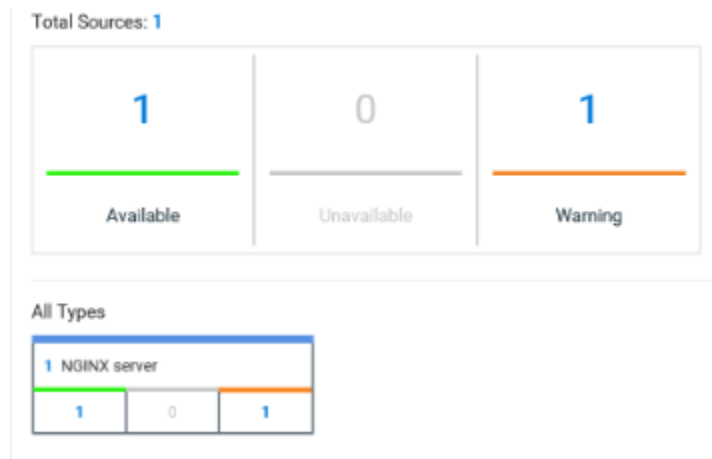 Total Sources: 1
1 0 1
Available Unavailable Warning
All Types
1 NGINX server
1 0 1